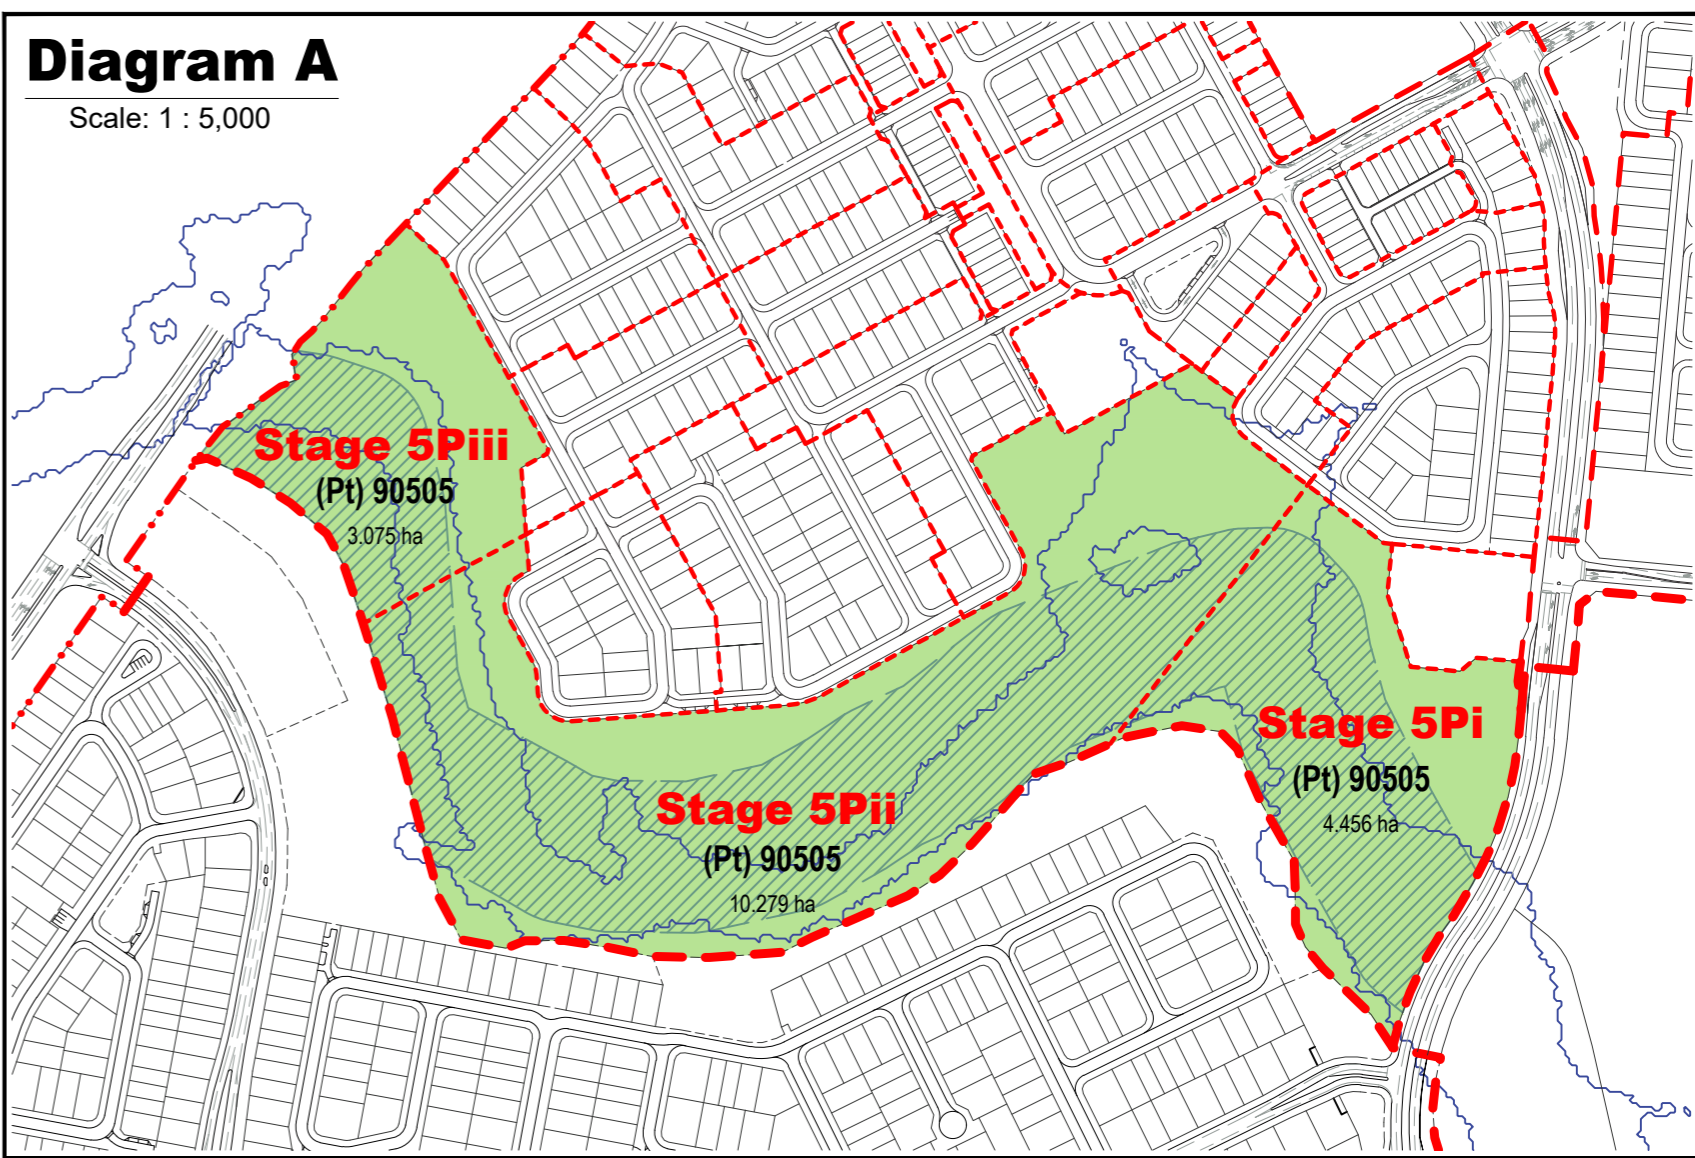 Diagram A
Scale: 1 : 5,000
Stage 5Piii
(Pt) 90505
3.075 ha
Stage 5Pii
(Pt) 90505
10.279 ha
Stage 5Pi
(Pt) 90505
4.456 ha